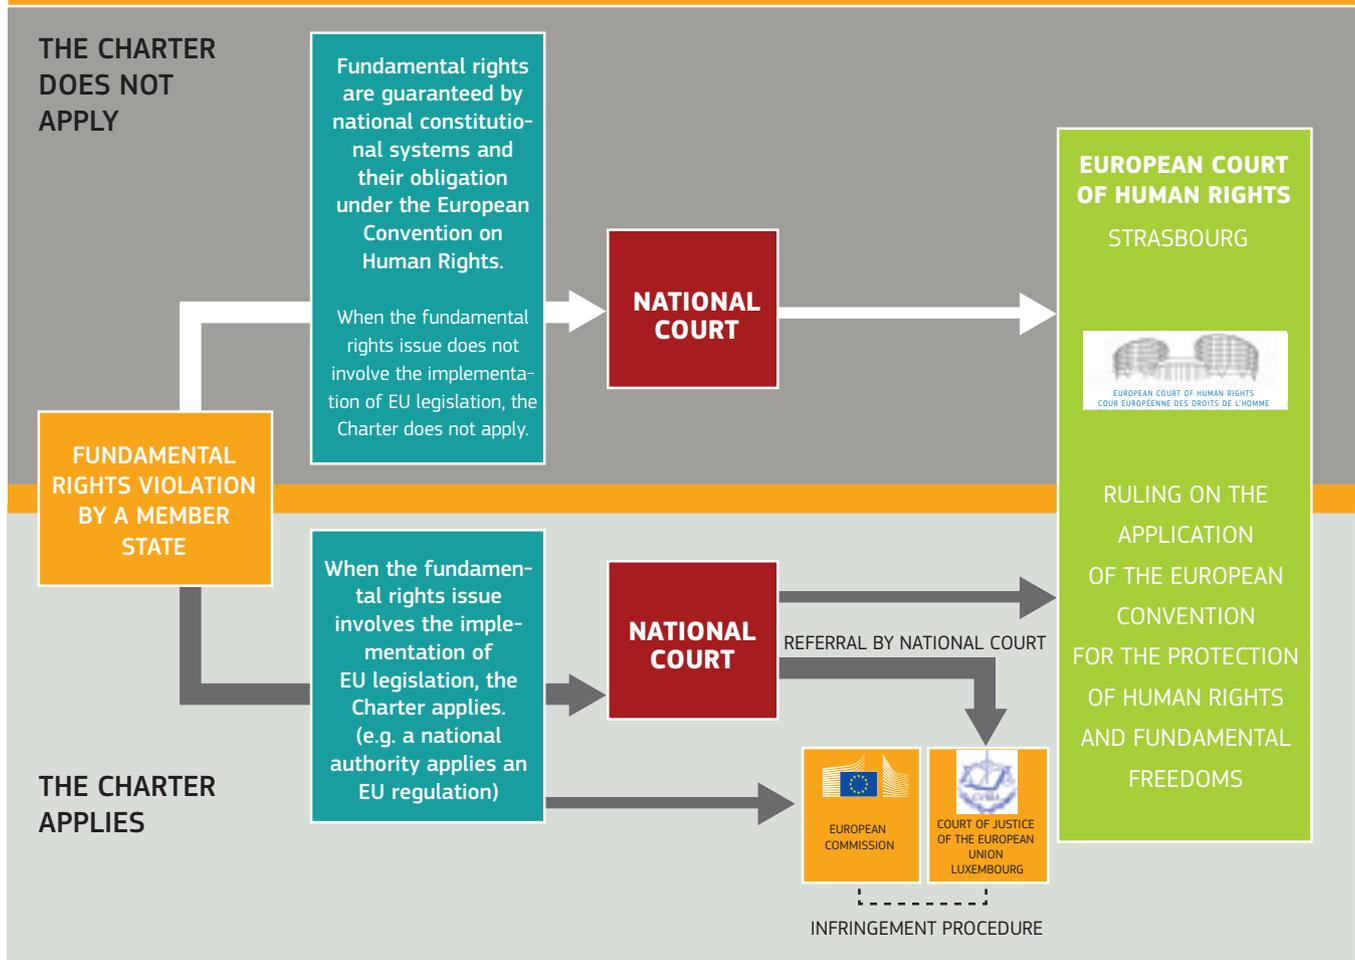 THE CHARTER
DOES NOT
APPLY
Fundamental rights
are guaranteed by
national constitutio-
nal systems and
their obligation
under the European
Convention on
Human Rights.
When the fundamental
rights issue does not
involve the implementa-
tion of EU legislation, the
Charter does not apply.
NATIONAL
COURT
EUROPEAN COURT
OF HUMAN RIGHTS
STRASBOURG
EUROPEAN COURT OF HUMAN RIGHTS
COUR EUROPÉENNE DES DROITS DE L'HOMME
RULING ON THE
APPLICATION
OF THE EUROPEAN
CONVENTION
FOR THE PROTECTION
OF HUMAN RIGHTS
AND FUNDAMENTAL
FREEDOMS
FUNDAMENTAL
RIGHTS VIOLATION
BY A MEMBER
STATE
When the fundamen-
tal rights issue
involves the imple-
mentation of
EU legislation, the
Charter applies.
(e.g. a national
authority applies an
EU regulation)
NATIONAL
COURT
REFERRAL BY NATIONAL COURT
THE CHARTER
APPLIES
EUROPEAN
COMMISSION
COURT OF JUSTICE
OF THE EUROPEAN
UNION
LUXEMBOURG
INFRINGEMENT PROCEDURE